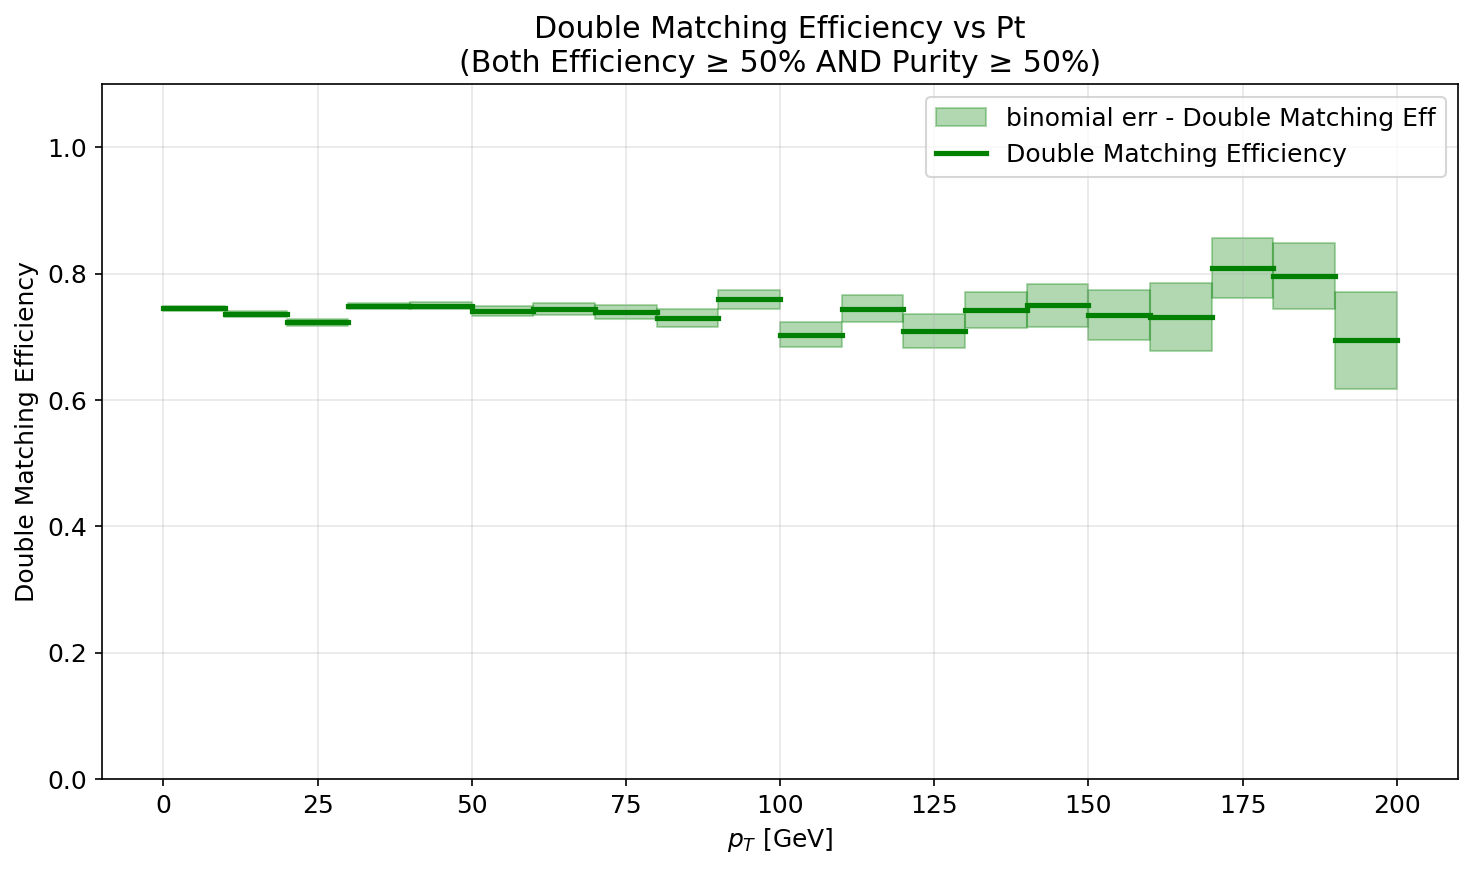 Double Matching Efficiency vs Pt
(Both Efficiency ≥ 50% AND Purity ≥ 50%)
binomial err - Double Matching Eff
Double Matching Efficiency
Double Matching Efficiency
1.0
0.8
0.6
0.4
0.2
0.0
0 25 50 75 100 125 150 175 200
p_T [GeV]